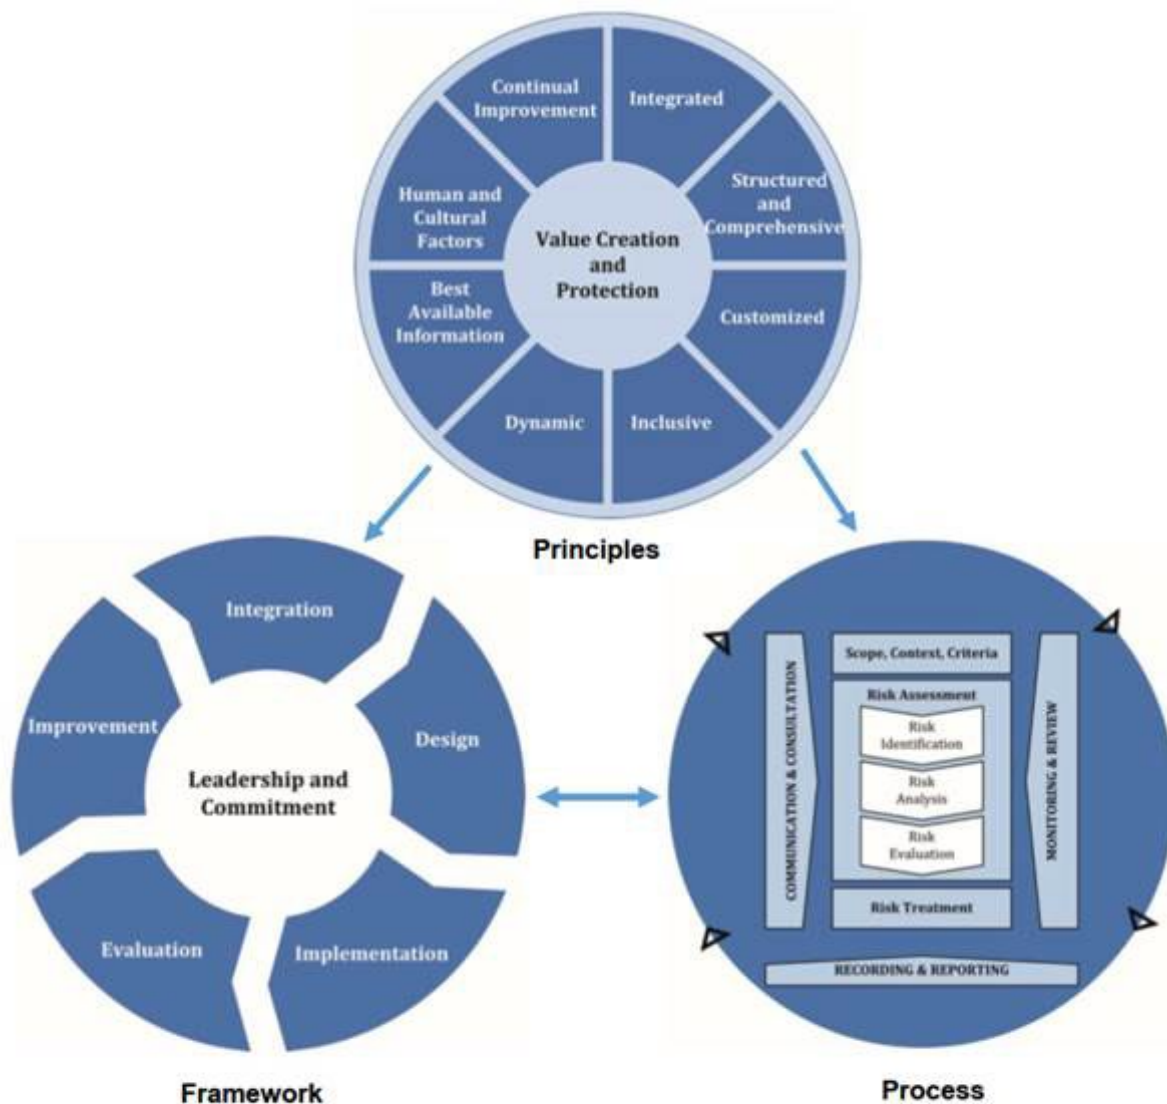 Continual
Improvement
Integrated
Structured
and
Comprehensive
Human and
Cultural
Factors
Value Creation
and
Protection
Best
Available
Information
Customized
Dynamic
Inclusive
Principles
Integration
Improvement
Design
Leadership and
Commitment
Evaluation
Implementation
Framework
COMMUNICATION & CONSULTATION
Scope, Context, Criteria
Risk Assessment
Risk
Identification
Risk
Analysis
Risk
Evaluation
Risk Treatment
MONITORING & REVIEW
RECORDING & REPORTING
Process